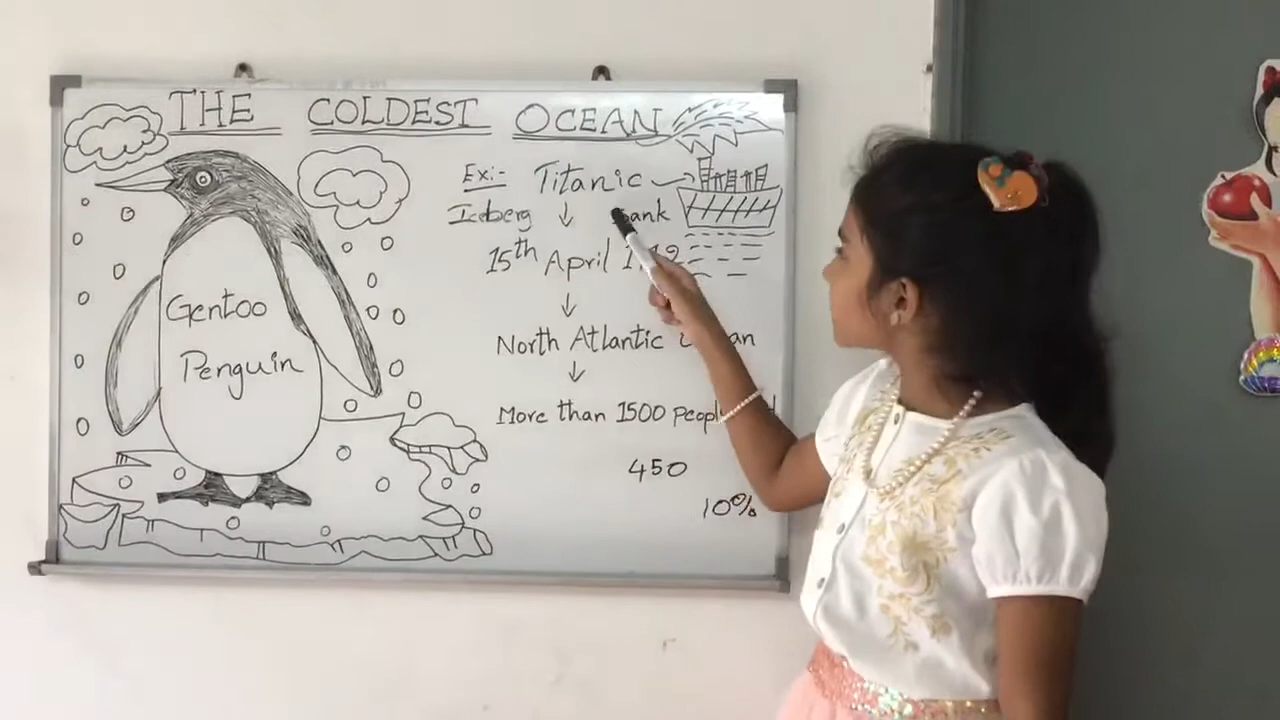 THE COLDEST OCEAN
Ex:- Titanic
Iceberg
15th April
North Atlantic
More than 1500
450
10%
Gentoo
Penguin